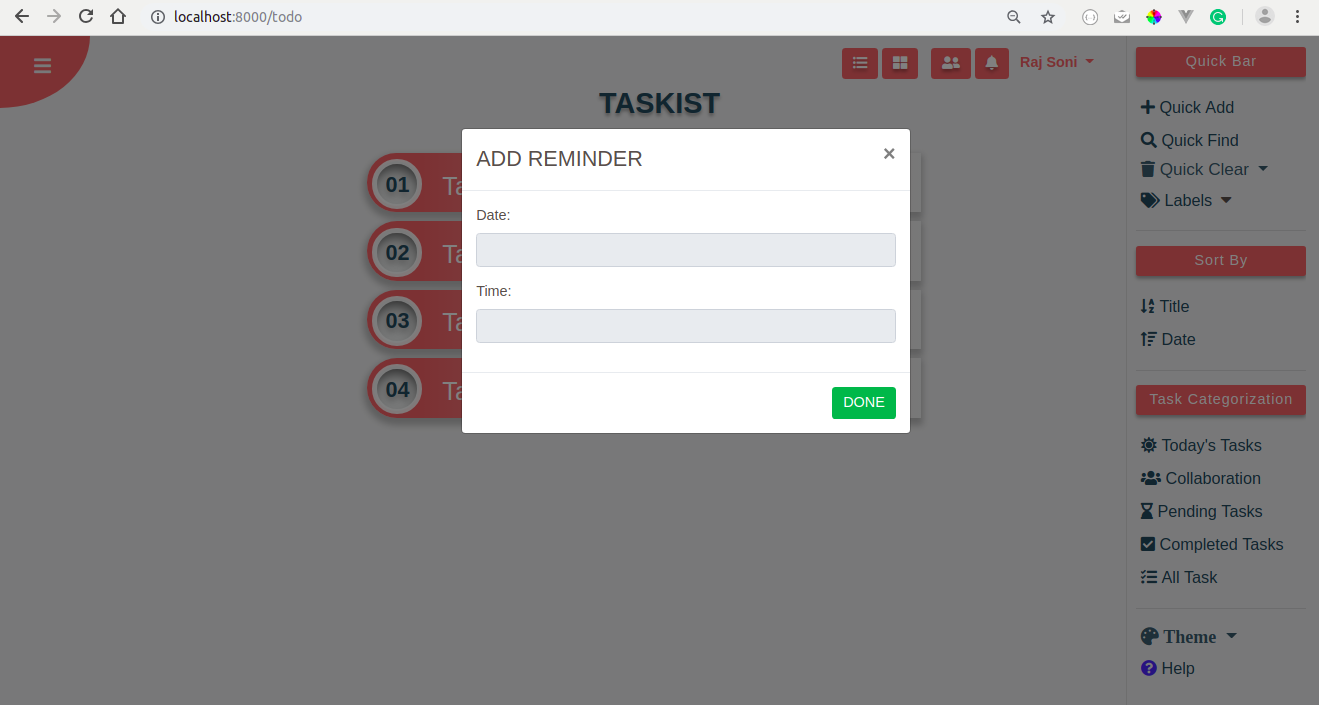 localhost:8000/todo
Raj Soni
Quick Bar
TASKIST
Quick Add
Quick Find
Quick Clear
Labels
Sort By
Title
Date
Task Categorization
Today's Tasks
Collaboration
Pending Tasks
Completed Tasks
All Task
Theme
Help
ADD REMINDER
×
Date:
Time:
DONE
01 Ta
02 Ta
03 Ta
04 Ta